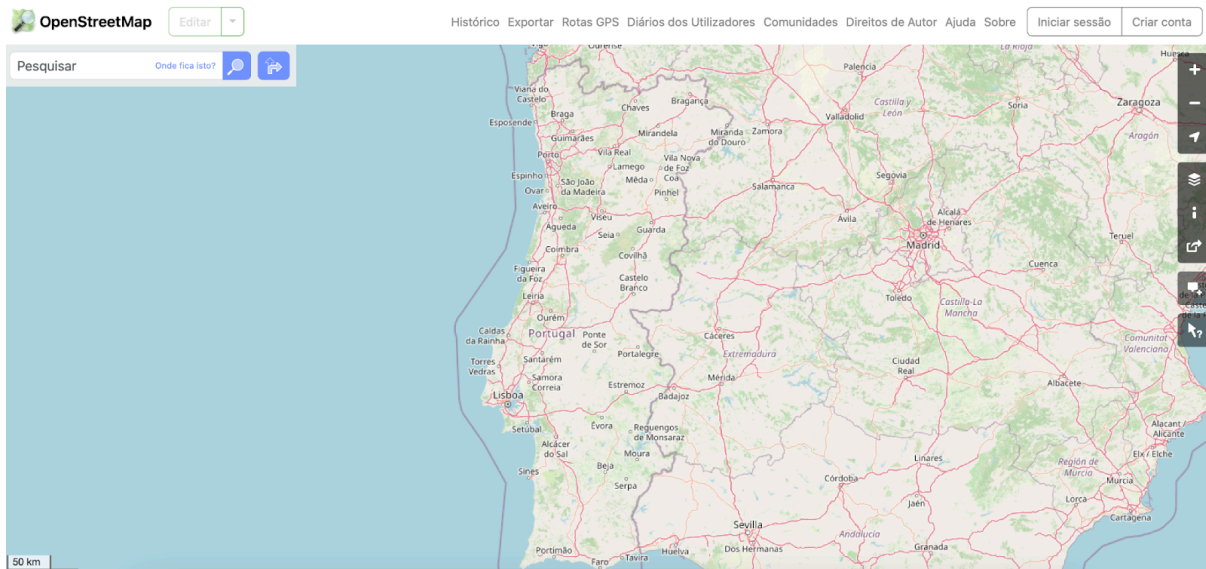 OpenStreetMap
Editar
Histórico Exportar Rotas GPS Diários dos Utilizadores Comunidades Direitos de Autor Ajuda Sobre
Iniciar sessão
Criar conta
Pesquisar
Onde fica isto?
Ourense
La Rioja
Palencia
Viana do
Castelo
Bragança
Chaves
Braga
Castilla y
León
Soria
Zaragoza
Esposende
Valladolid
Guimarães
Mirandela
Miranda
do Douro
Zamora
Aragón
Porto
Vila Real
Lamego
Vila Nova
de Foz
Coa
Espinho
São João
da Madeira
Mêda
Pinhel
Salamanca
Segovia
Ovar
Aveiro
Viseu
Ávila
Alcalá
de Henares
Águeda
Seia
Guarda
Teruel
Madrid
Coimbra
Covilhã
Cuenca
Figueira
da Foz
Castelo
Branco
Leiria
Toledo
Castilla-La
Mancha
Ourém
Caldas
da Rainha
Portugal
Ponte
de Sor
Cáceres
Comunitat
Valenciana
Torres
Vedras
Santarém
Portalegre
Extremadura
Ciudad
Real
Samora
Correia
Estremoz
Mérida
Albacete
Lisboa
Badajoz
Setúbal
Évora
Reguengos
de Monsaraz
Alacant /
Alicante
Alcácer
do Sal
Moura
Linares
Elx / Elche
Sines
Beja
Región de
Murcia
Serpa
Córdoba
Murcia
Jaén
Lorca
Cartagena
Sevilla
Andalucía
Portimão
Faro
Tavira
Huelva
Dos Hermanas
Granada
50 km